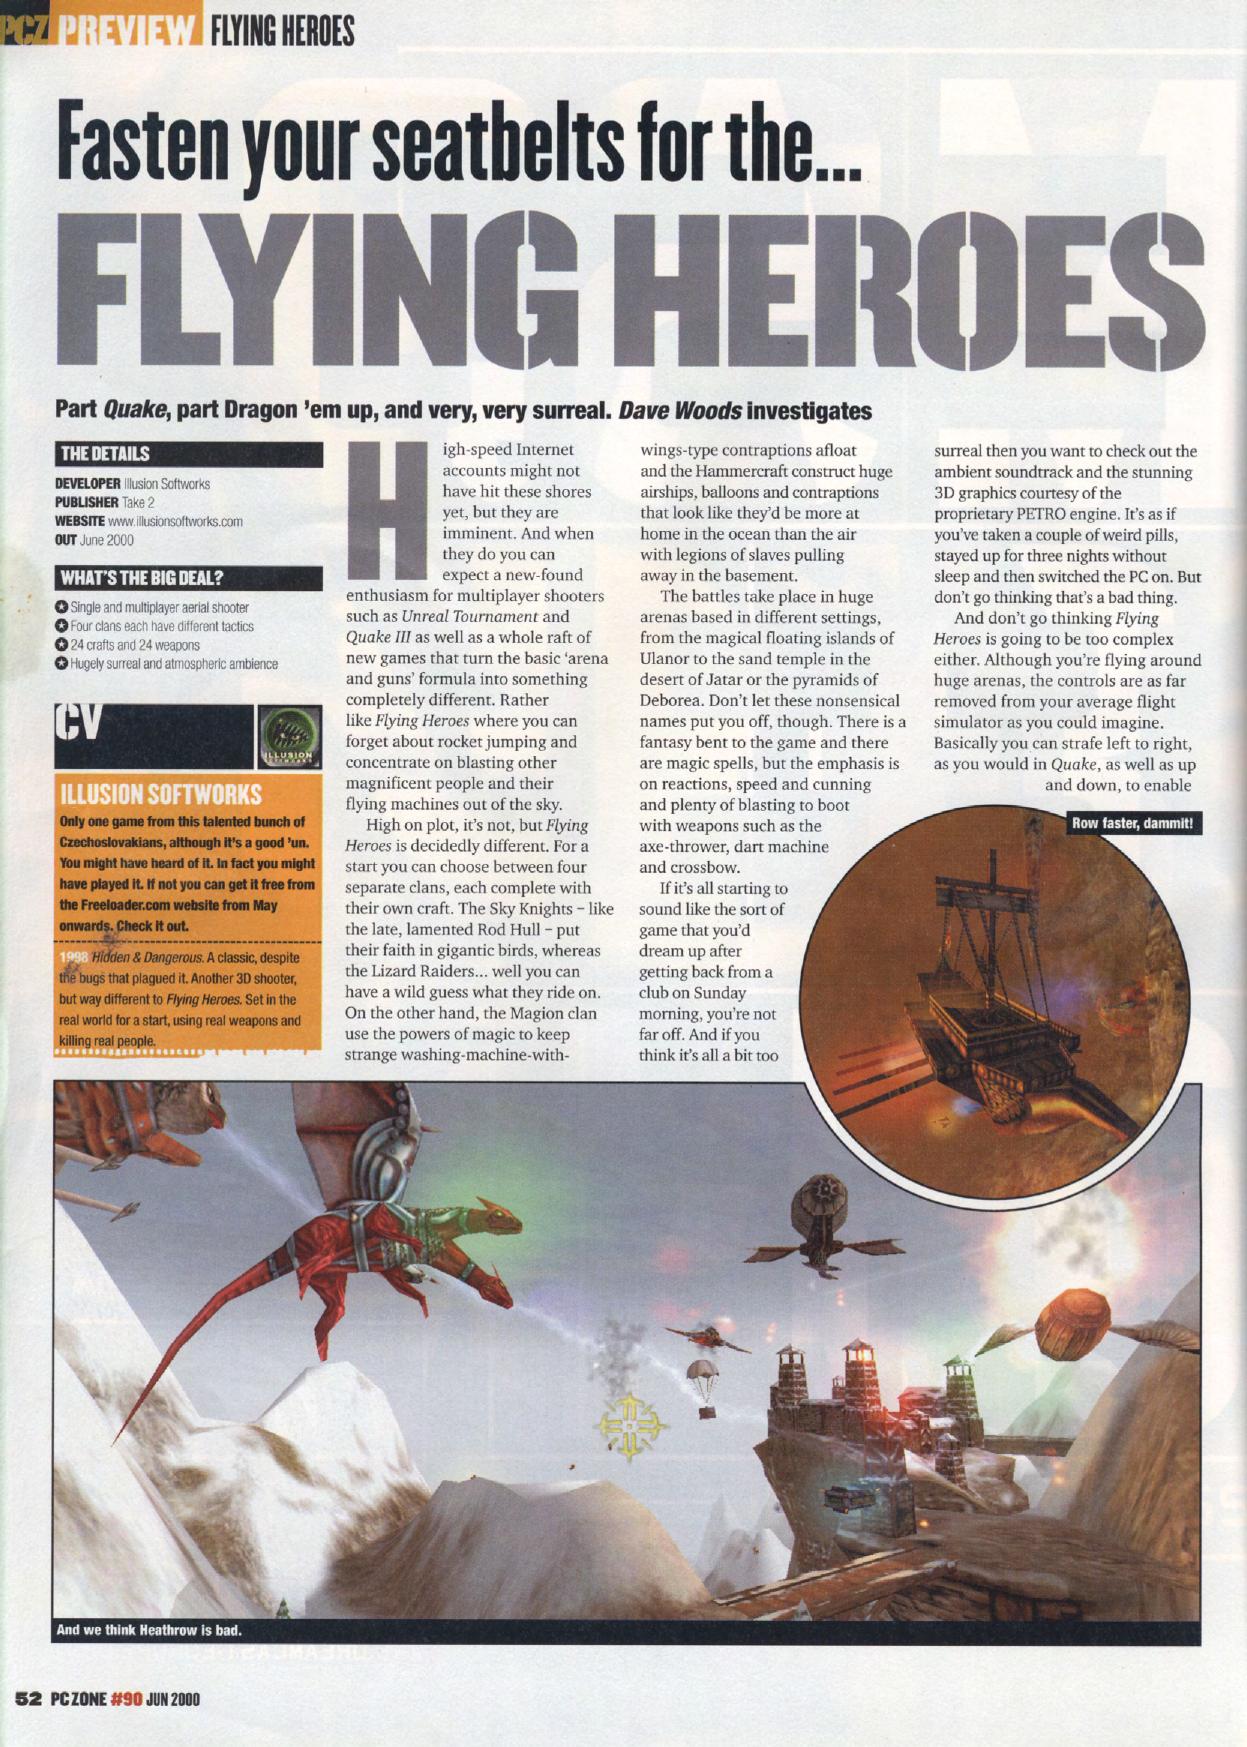 PCZ PREVIEW FLYING HEROES
Fasten your seatbelts for the...
FLYING HEROES
Part Quake, part Dragon 'em up, and very, very surreal. Dave Woods investigates
THE DETAILS
DEVELOPER Illusion Softworks
PUBLISHER Take 2
WEBSITE www.illusionsoftworks.com
OUT June 2000
WHAT'S THE BIG DEAL?
Single and multiplayer aerial shooter
Four clans each have different tactics
24 crafts and 24 weapons
Hugely surreal and atmospheric ambience
CV
ILLUSION
SOFTWORKS
ILLUSION SOFTWORKS
Only one game from this talented bunch of
Czechoslovakians, although it's a good 'un.
You might have heard of it. In fact you might
have played it. If not you can get it free from
the Freeloader.com website from May
onwards. Check it out.
1998 Hidden & Dangerous. A classic, despite
the bugs that plagued it. Another 3D shooter,
but way different to Flying Heroes. Set in the
real world for a start, using real weapons and
killing real people.
High-speed Internet
accounts might not
have hit these shores
yet, but they are
imminent. And when
they do you can
expect a new-found
enthusiasm for multiplayer shooters
such as Unreal Tournament and
Quake III as well as a whole raft of
new games that turn the basic 'arena
and guns' formula into something
completely different. Rather
like Flying Heroes where you can
forget about rocket jumping and
concentrate on blasting other
magnificent people and their
flying machines out of the sky.
High on plot, it's not, but Flying
Heroes is decidedly different. For a
start you can choose between four
separate clans, each complete with
their own craft. The Sky Knights – like
the late, lamented Rod Hull – put
their faith in gigantic birds, whereas
the Lizard Raiders... well you can
have a wild guess what they ride on.
On the other hand, the Magion clan
use the powers of magic to keep
strange washing-machine-with-
wings-type contraptions afloat
and the Hammercraft construct huge
airships, balloons and contraptions
that look like they'd be more at
home in the ocean than the air
with legions of slaves pulling
away in the basement.
The battles take place in huge
arenas based in different settings,
from the magical floating islands of
Ulanor to the sand temple in the
desert of Jatar or the pyramids of
Deborea. Don't let these nonsensical
names put you off, though. There is a
fantasy bent to the game and there
are magic spells, but the emphasis is
on reactions, speed and cunning
and plenty of blasting to boot
with weapons such as the
axe-thrower, dart machine
and crossbow.
If it's all starting to
sound like the sort of
game that you'd
dream up after
getting back from a
club on Sunday
morning, you're not
far off. And if you
think it's all a bit too
surreal then you want to check out the
ambient soundtrack and the stunning
3D graphics courtesy of the
proprietary PETRO engine. It's as if
you've taken a couple of weird pills,
stayed up for three nights without
sleep and then switched the PC on. But
don't go thinking that's a bad thing.
And don't go thinking Flying
Heroes is going to be too complex
either. Although you're flying around
huge arenas, the controls are as far
removed from your average flight
simulator as you could imagine.
Basically you can strafe left to right,
as you would in Quake, as well as up
and down, to enable
Row faster, dammit!
And we think Heathrow is bad.
52 PC ZONE #90 JUN 2000